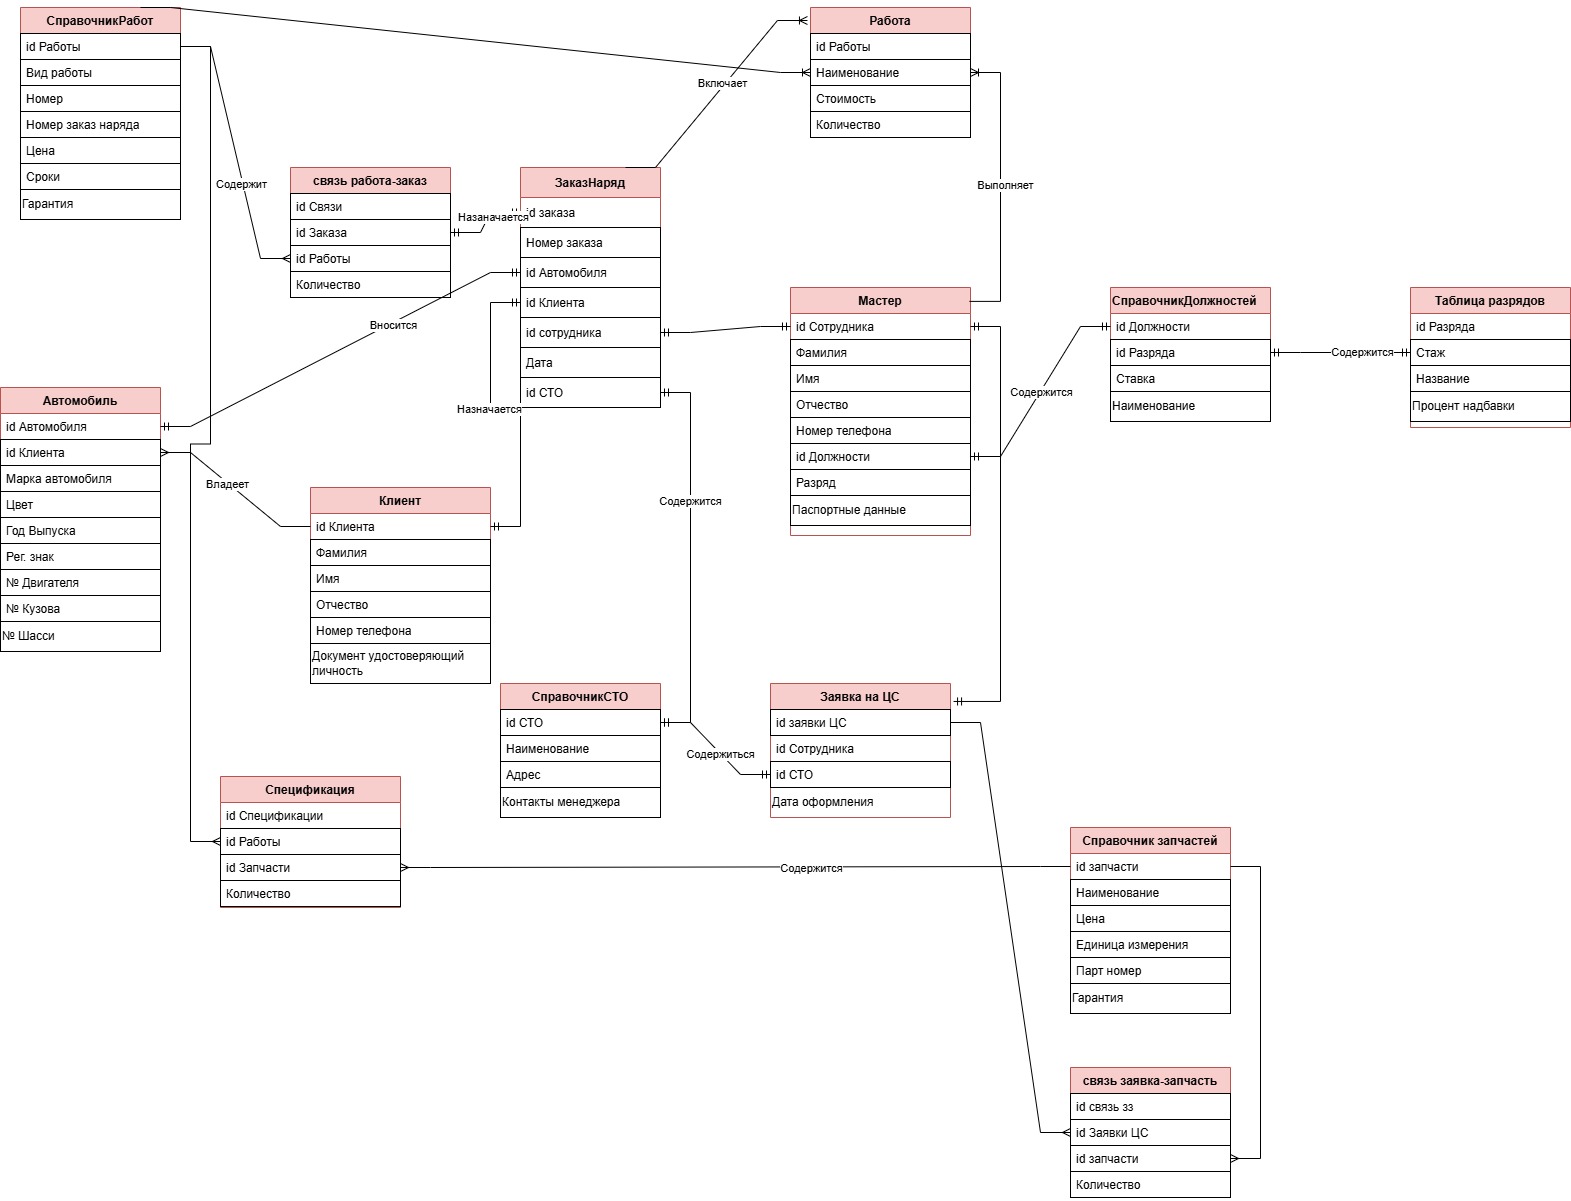 СправочникРабот
id Работы
Вид работы
Номер
Номер заказ наряда
Цена
Сроки
Гарантия
Работа
id Работы
Наименование
Стоимость
Количество
Включает
Содержит
связь работа-заказ
id Связи
id Заказа
id Работы
Количество
Назаначается
ЗаказНаряд
id заказа
Номер заказа
id Автомобиля
id Клиента
id сотрудника
Дата
id СТО
Выполняет
Вносится
Назначается
Мастер
id Сотрудника
Фамилия
Имя
Отчество
Номер телефона
id Должности
Разряд
Паспортные данные
Содержится
СправочникДолжностей
id Должности
id Разряда
Ставка
Наименование
Содержится
Таблица разрядов
id Разряда
Стаж
Название
Процент надбавки
Автомобиль
id Автомобиля
id Клиента
Марка автомобиля
Цвет
Год Выпуска
Рег. знак
№ Двигателя
№ Кузова
№ Шасси
Владеет
Клиент
id Клиента
Фамилия
Имя
Отчество
Номер телефона
Документ удостоверяющий
личность
Содержится
СправочникСТО
id СТО
Наименование
Адрес
Контакты менеджера
Содержиться
Заявка на ЦС
id заявки ЦС
id Сотрудника
id СТО
Дата оформления
Спецификация
id Спецификации
id Работы
id Запчасти
Количество
Содержится
Справочник запчастей
id запчасти
Наименование
Цена
Единица измерения
Парт номер
Гарантия
связь заявка-запчасть
id связь зз
id Заявки ЦС
id запчасти
Количество